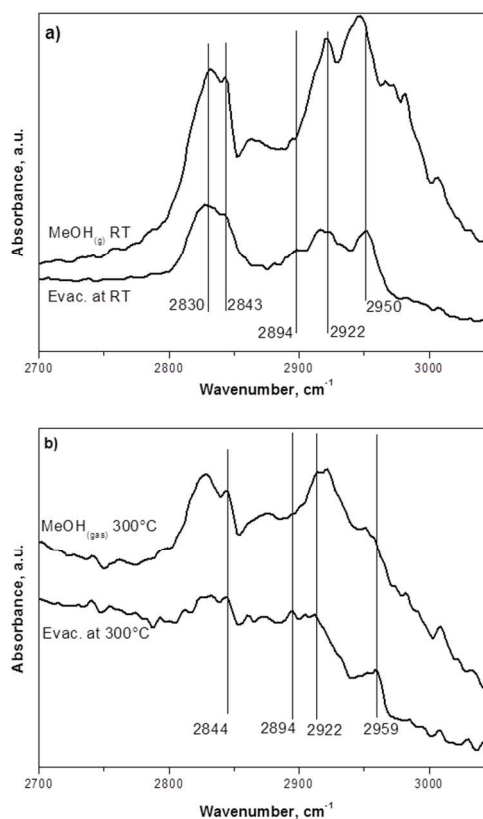 a)
Absorbance, a.u.
MeOH(g) RT
Evac. at RT
2830
2843
2894
2922
2950
2700
2800
2900
3000
Wavenumber, cm-1
b)
Absorbance, a.u.
MeOH(gas) 300°C
Evac. at 300°C
2844
2894
2922
2959
2700
2800
2900
3000
Wavenumber, cm-1